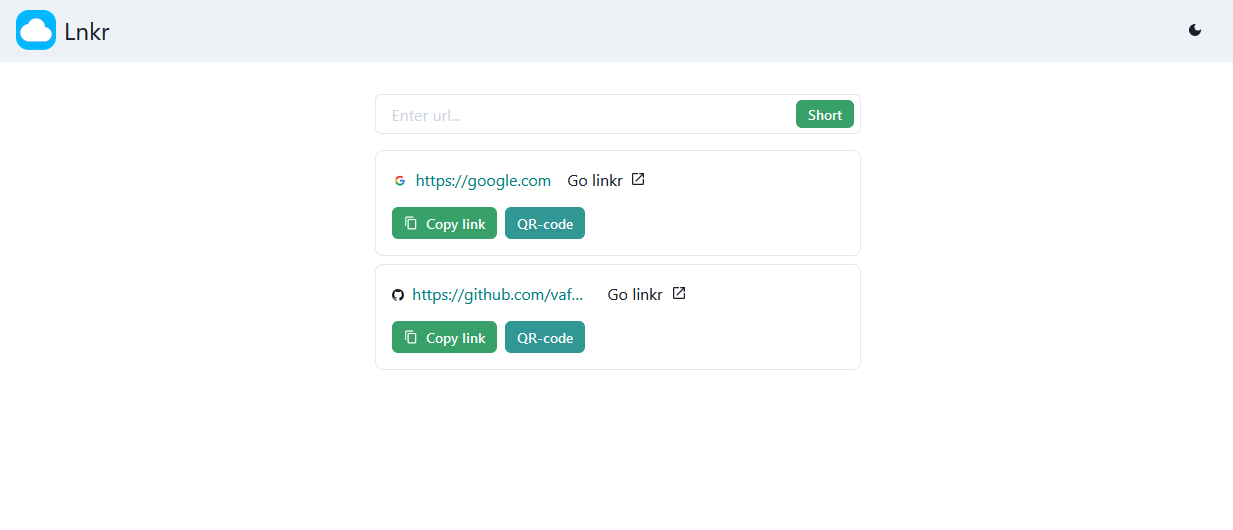 Lnkr
Enter url...
Short
https://google.com Go linkr
Copy link QR-code
https://github.com/vaf... Go linkr
Copy link QR-code